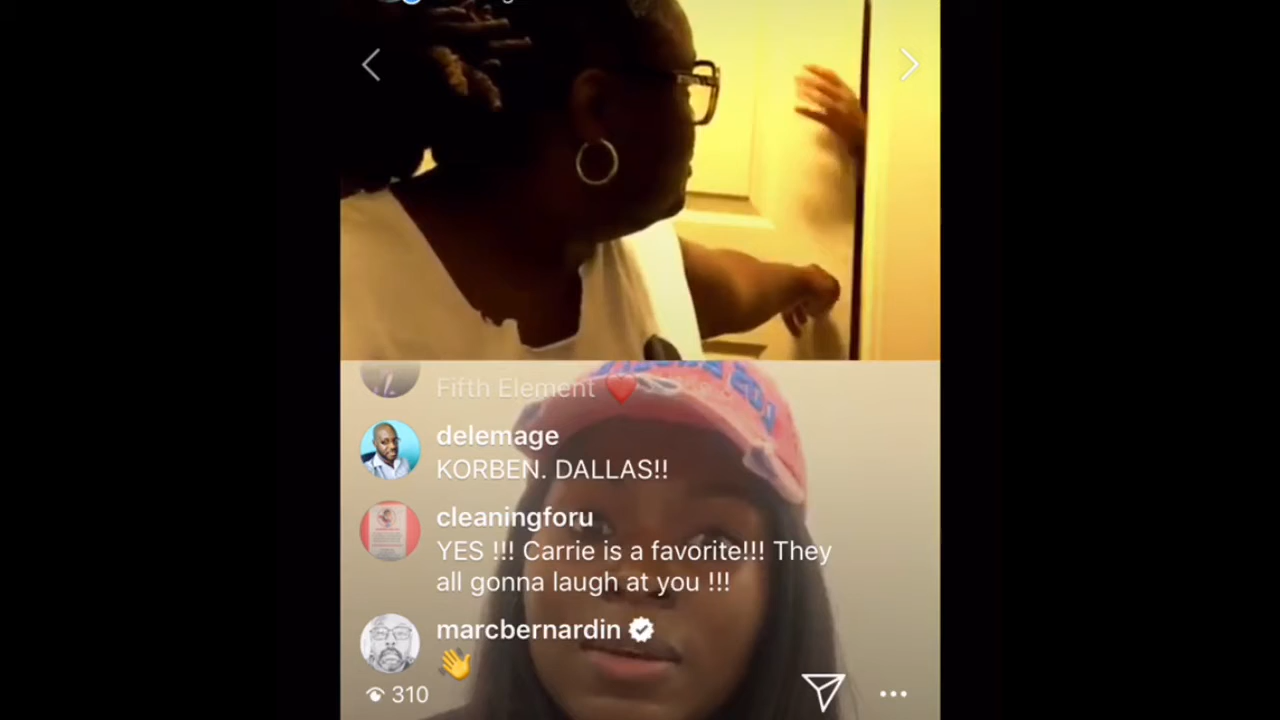 Fifth Element ❤️
delemage
KORBEN. DALLAS!!
cleaningforu
YES !!! Carrie is a favorite!!! They
all gonna laugh at you !!!
marcbernardin
👋
310